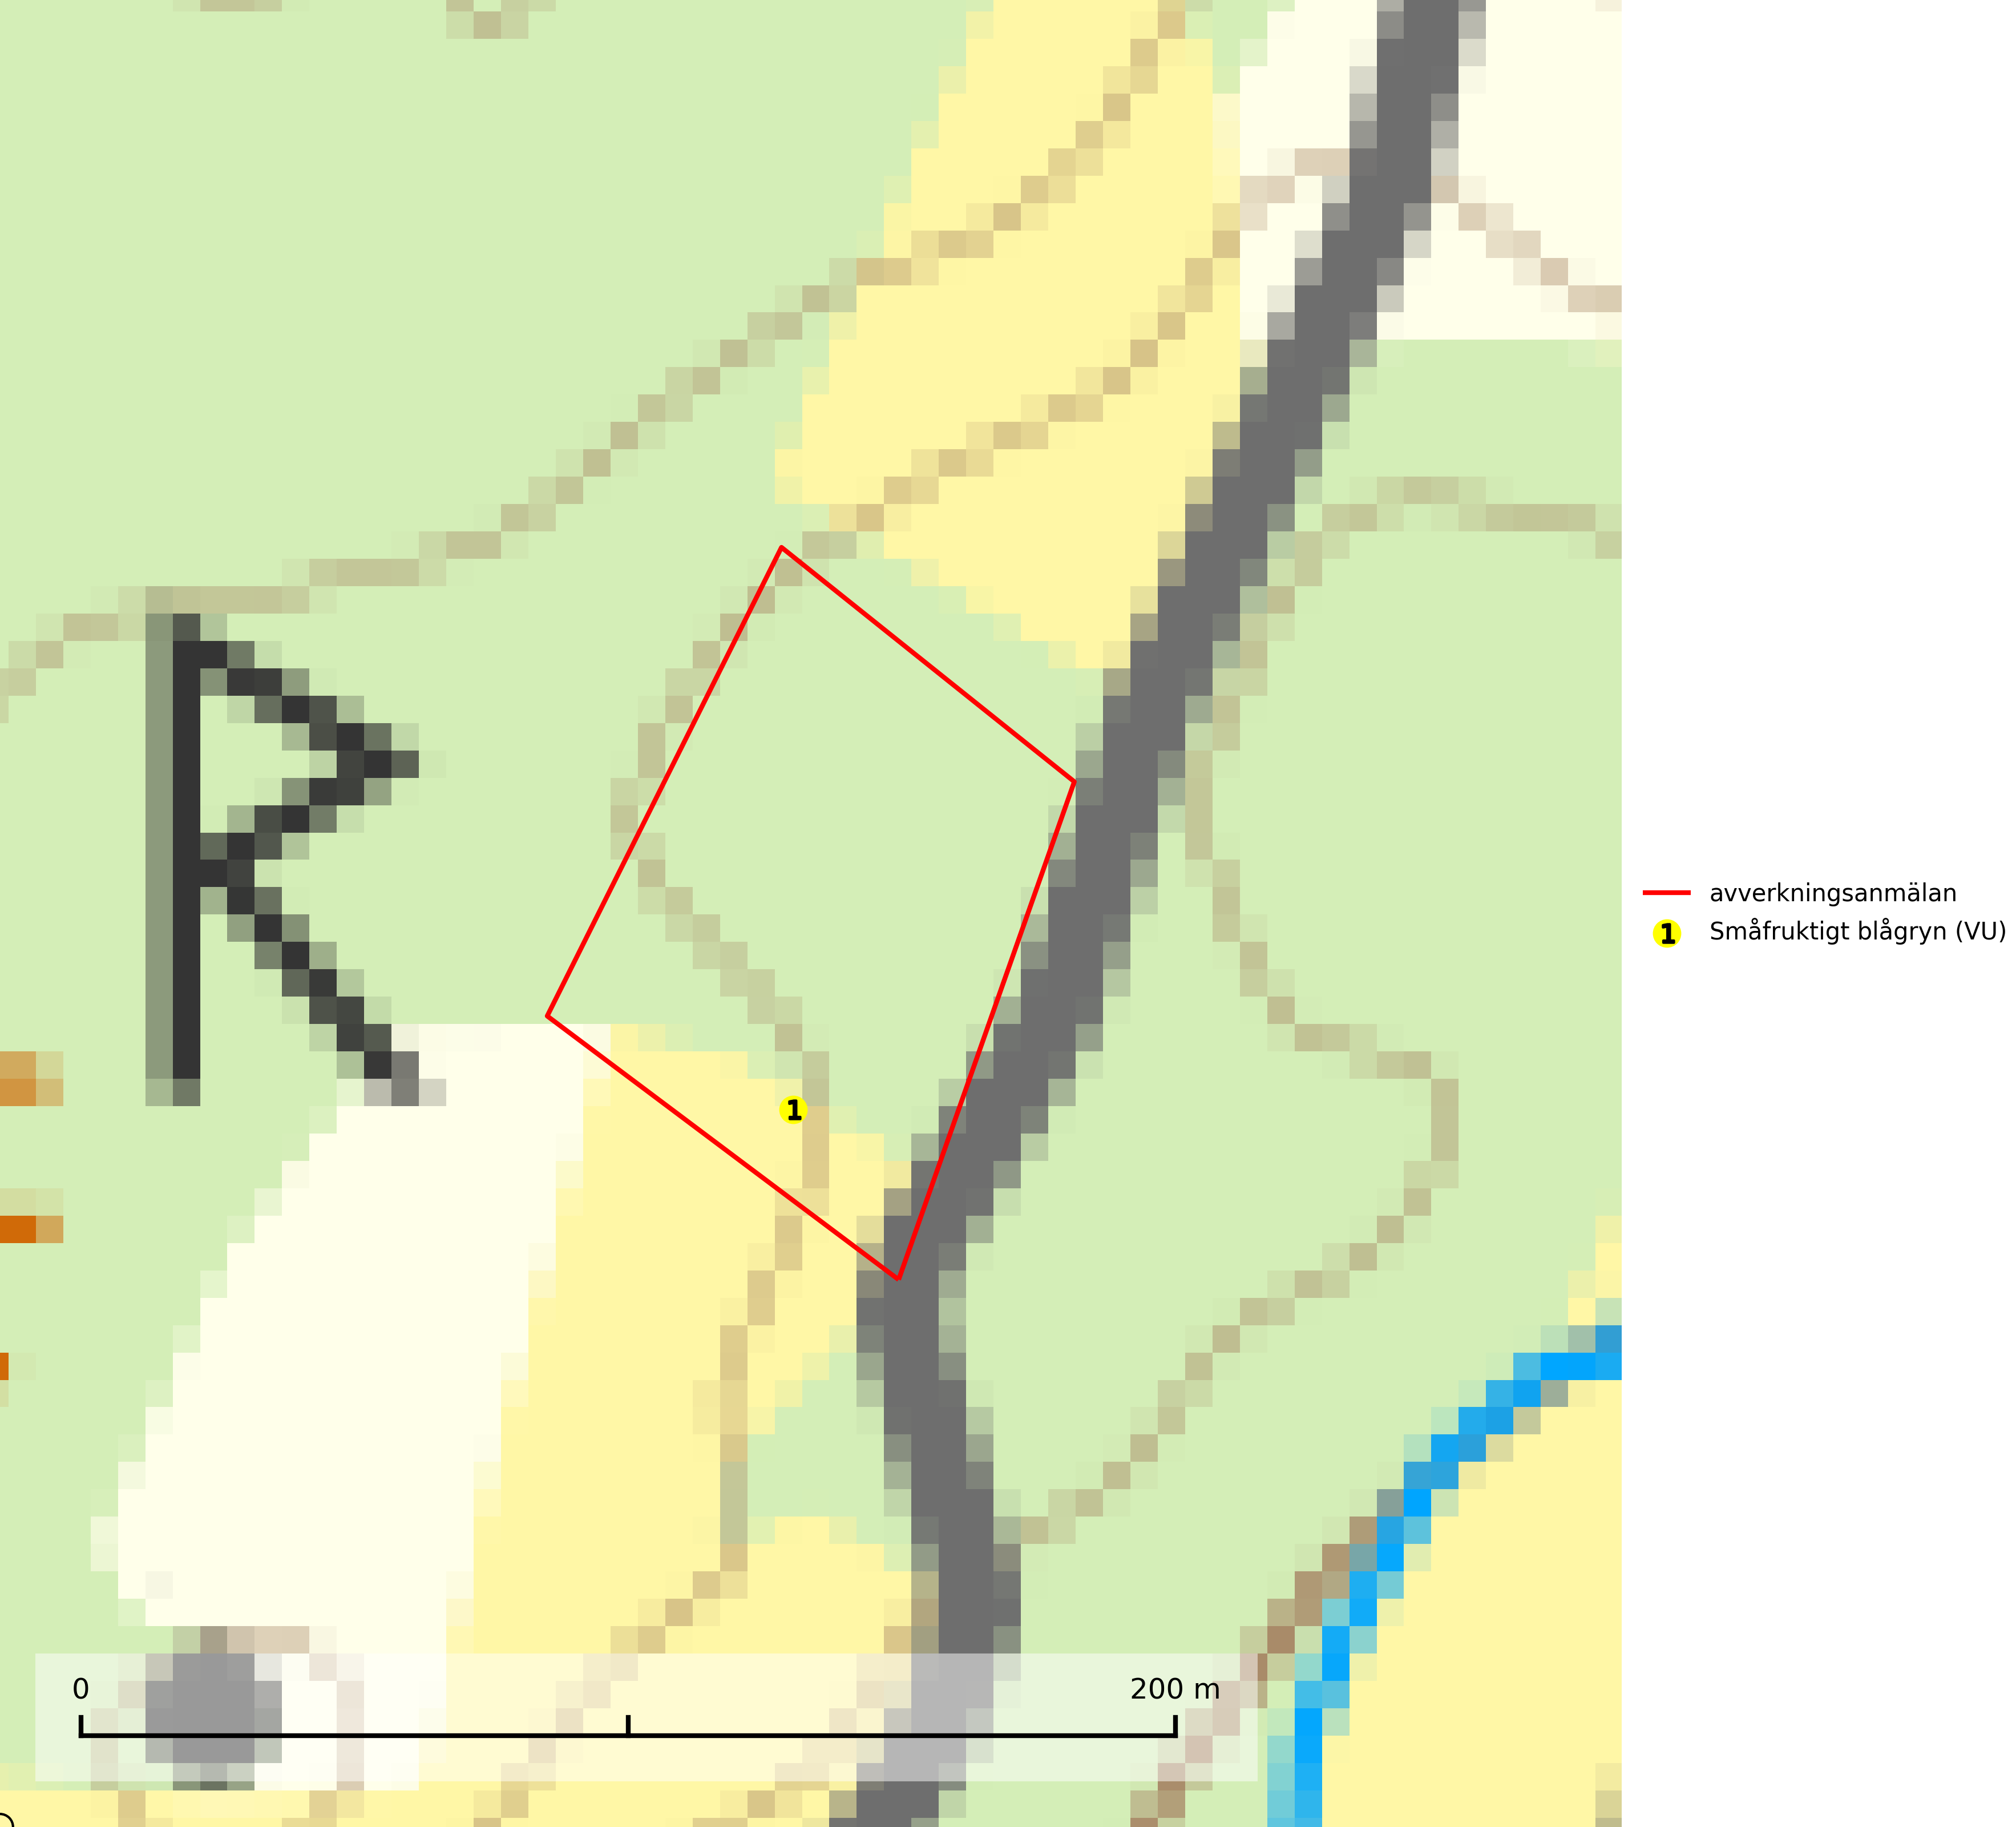 avverkningsanmälan
1 Småfruktigt blågryn (VU)
1
0 200 m